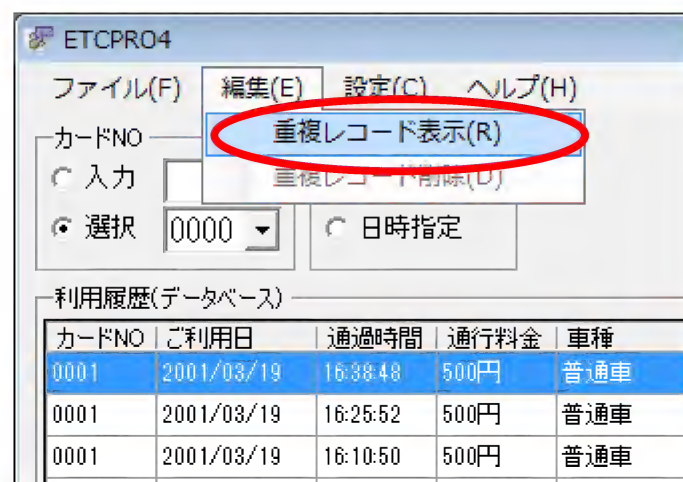 ETCPRO4
ファイル(F) 編集(E) 設定(C) ヘルプ(H)
重複レコード表示(R)
重複レコード削除(D)
カードNO
入力
選択 0000 日時指定
利用履歴(データベース)
カードNO ご利用日 通過時間 通行料金 車種
0001 2001/03/19 16:38:48 500円 普通車
0001 2001/03/19 16:25:52 500円 普通車
0001 2001/03/19 16:10:50 500円 普通車